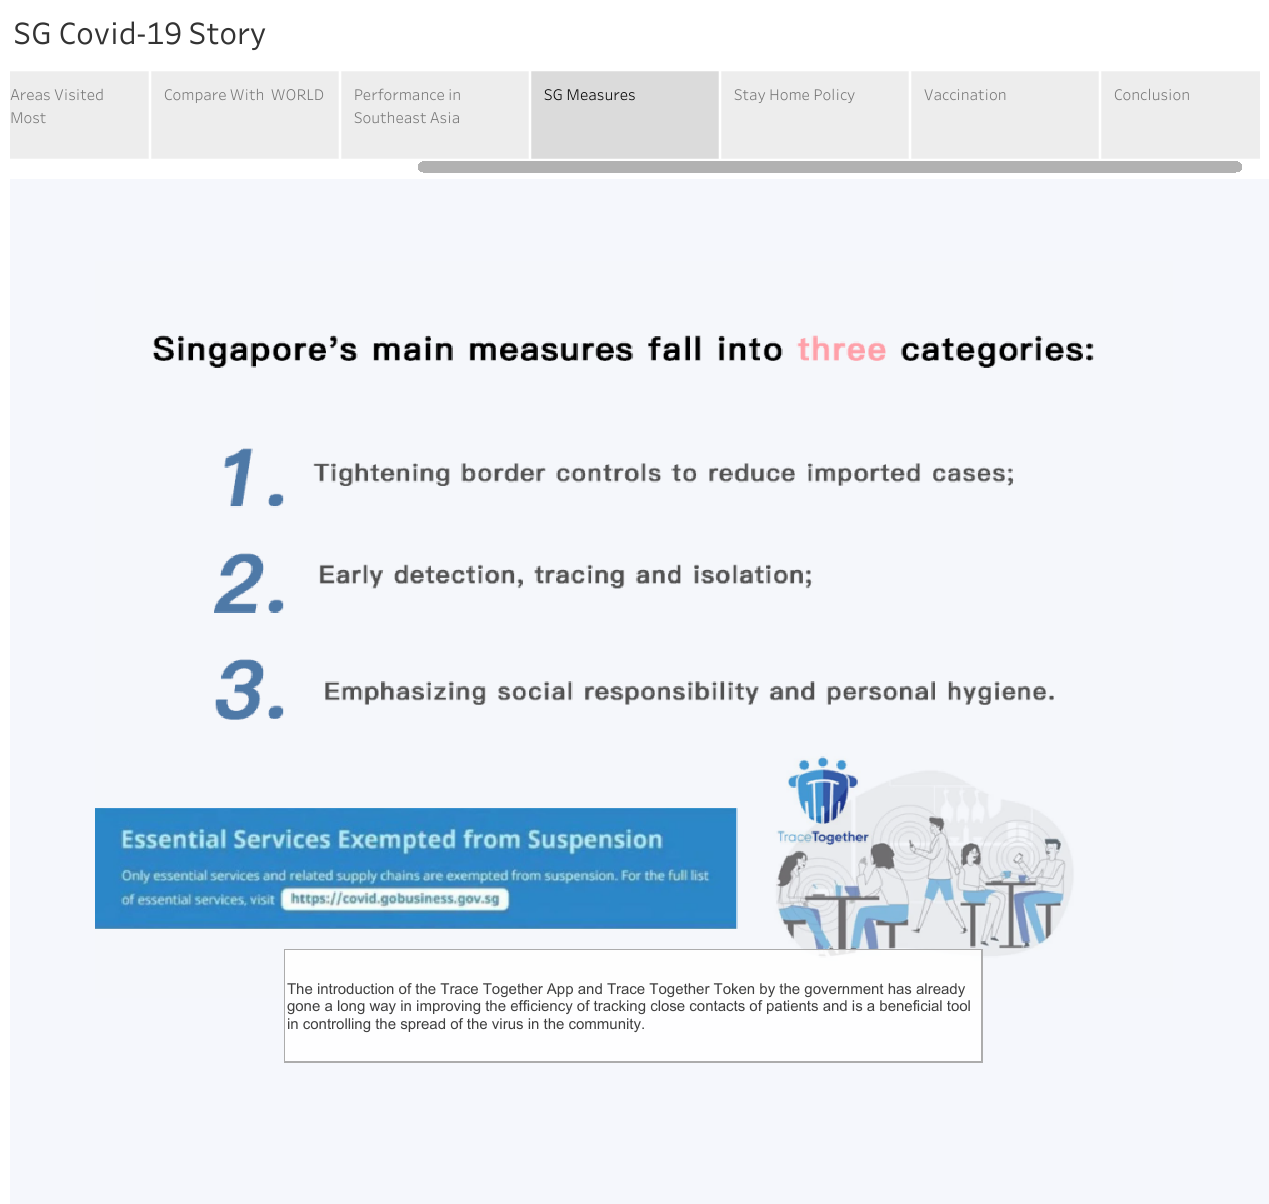 SG Covid-19 Story
Areas Visited
Most
Compare With WORLD
Performance in
Southeast Asia
SG Measures
Stay Home Policy
Vaccination
Conclusion
Singapore's main measures fall into three categories:
1. Tightening border controls to reduce imported cases;
2. Early detection, tracing and isolation;
3. Emphasizing social responsibility and personal hygiene.
Essential Services Exempted from Suspension
Only essential services and related supply chains are exempted from suspension. For the full list
of essential services, visit https://covid.gobusiness.gov.sg
TraceTogether
The introduction of the Trace Together App and Trace Together Token by the government has already
gone a long way in improving the efficiency of tracking close contacts of patients and is a beneficial tool
in controlling the spread of the virus in the community.